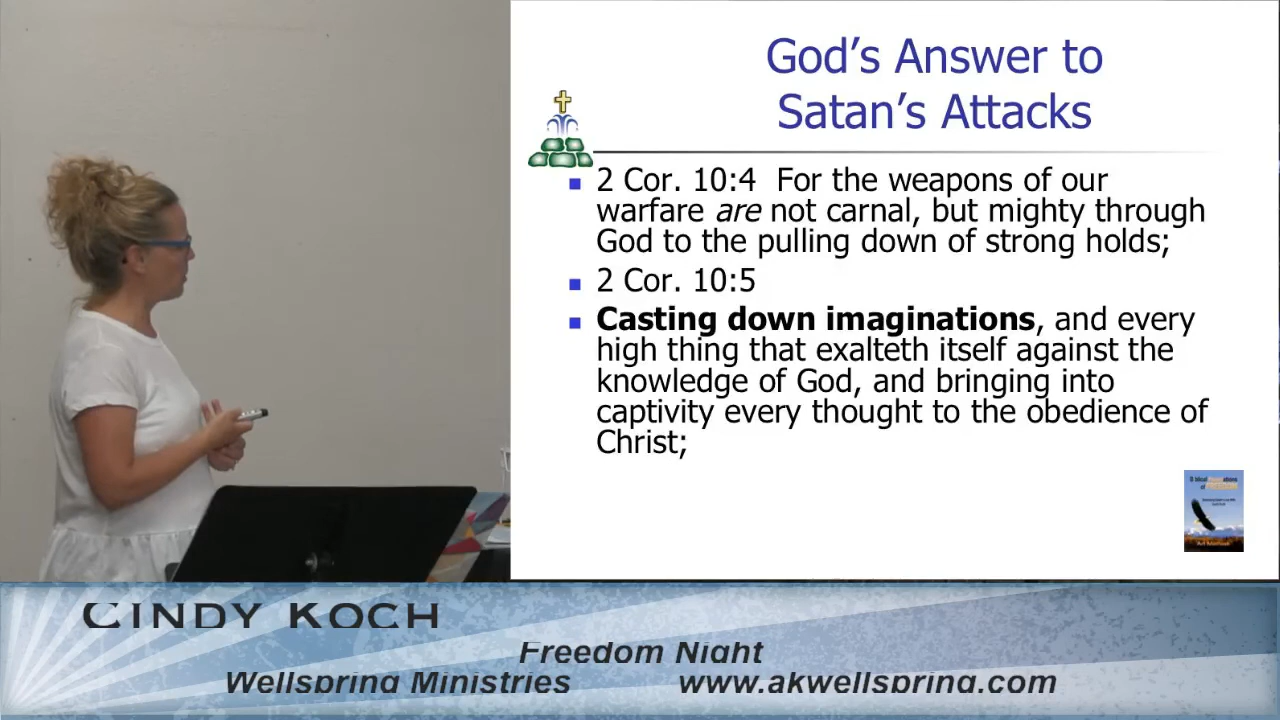 God's Answer to
Satan's Attacks
2 Cor. 10:4 For the weapons of our
warfare are not carnal, but mighty through
God to the pulling down of strong holds;
2 Cor. 10:5
Casting down imaginations, and every
high thing that exalteth itself against the
knowledge of God, and bringing into
captivity every thought to the obedience of
Christ;
of FREEDOM
CINDY KOCH
Freedom Night
Wellspring Ministries www.akwellspring.com